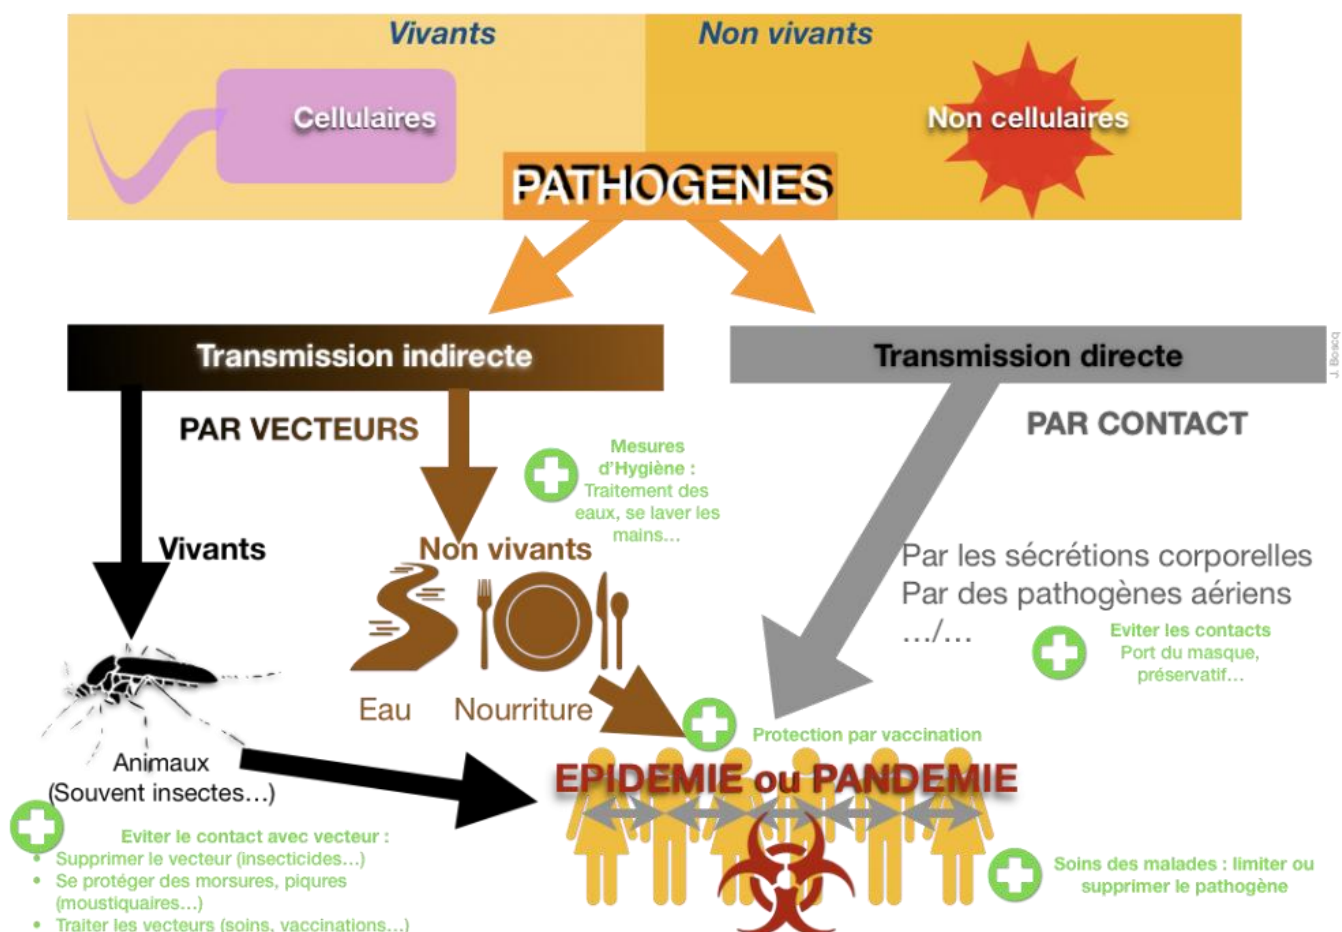 Vivants
Non vivants
Cellulaires
Non cellulaires
PATHOGENES
Transmission indirecte
Transmission directe
J. Bosca
PAR VECTEURS
PAR CONTACT
Mesures
d'Hygiène :
Traitement des
eaux, se laver les
mains...
Vivants
Non vivants
Par les sécrétions corporelles
Par des pathogènes aériens
.../...
Eviter les contacts
Port du masque,
préservatif...
Eau
Nourriture
Protection par vaccination
Animaux
(Souvent insectes...)
EPIDEMIE ou PANDEMIE
Eviter le contact avec vecteur :
• Supprimer le vecteur (insecticides...)
• Se protéger des morsures, piqures
(moustiquaires...)
• Traiter les vecteurs (soins, vaccinations...)
Soins des malades : limiter ou
supprimer le pathogène